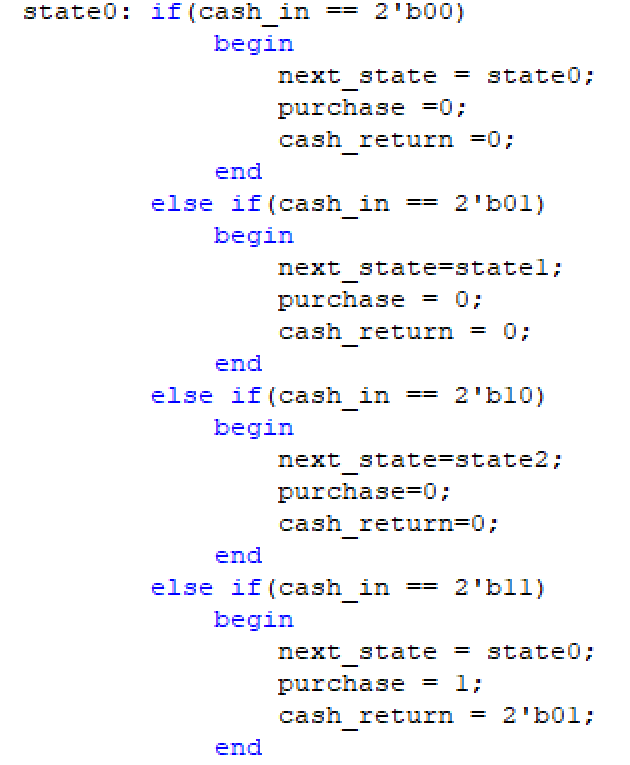 state0: if(cash_in == 2'b00)
begin
next_state = state0;
purchase =0;
cash_return =0;
end
else if(cash_in == 2'b01)
begin
next_state=state1;
purchase = 0;
cash_return = 0;
end
else if(cash_in == 2'b10)
begin
next_state=state2;
purchase=0;
cash_return=0;
end
else if(cash_in == 2'b11)
begin
next_state = state0;
purchase = 1;
cash_return = 2'b01;
end